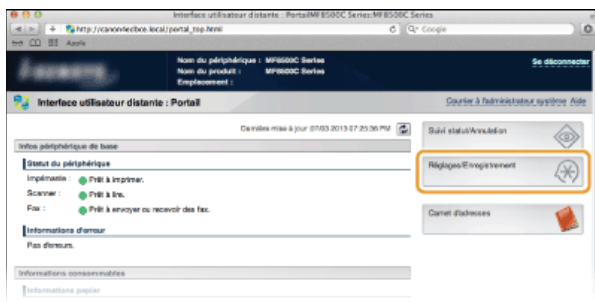 Interface utilisateur distante : Portail:MF8500C Series:MF8500C Series
http://canonfecbce.local/portal_top.html
Google
Apple
Nom du périphérique : MF8500C Series
Nom du produit : MF8500C Series
Emplacement :
Se déconnecter
Interface utilisateur distante : Portail
Courrier à l'administrateur système Aide
Dernière mise à jour :07/03 2013 07:25:36 PM
Infos périphérique de base
Statut du périphérique
Imprimante : Prêt à imprimer.
Scanner : Prêt à lire.
Fax : Prêt à envoyer ou recevoir des fax.
Informations d'erreur
Pas d'erreurs.
Informations consommables
Informations papier
Suivi statut/Annulation
Réglages/Enregistrement
Carnet d'adresses